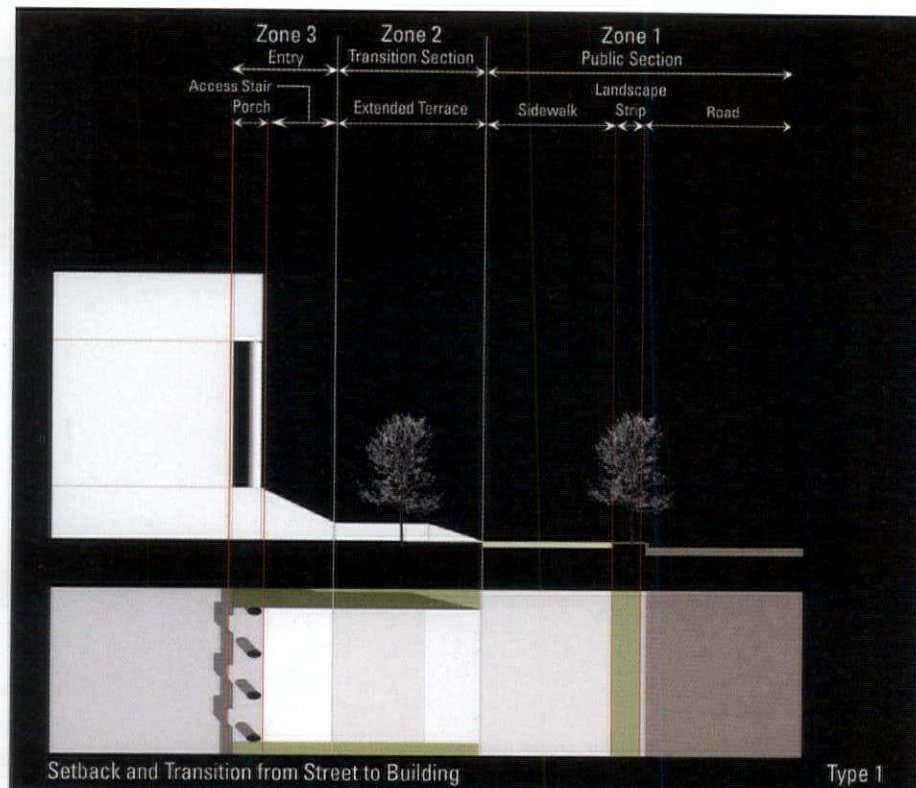 Zone 3
Zone 2
Zone 1
Entry
Transition Section
Public Section
Access Stair
Landscape
Porch
Extended Terrace
Sidewalk
Strip
Road
Setback and Transition from Street to Building
Type 1